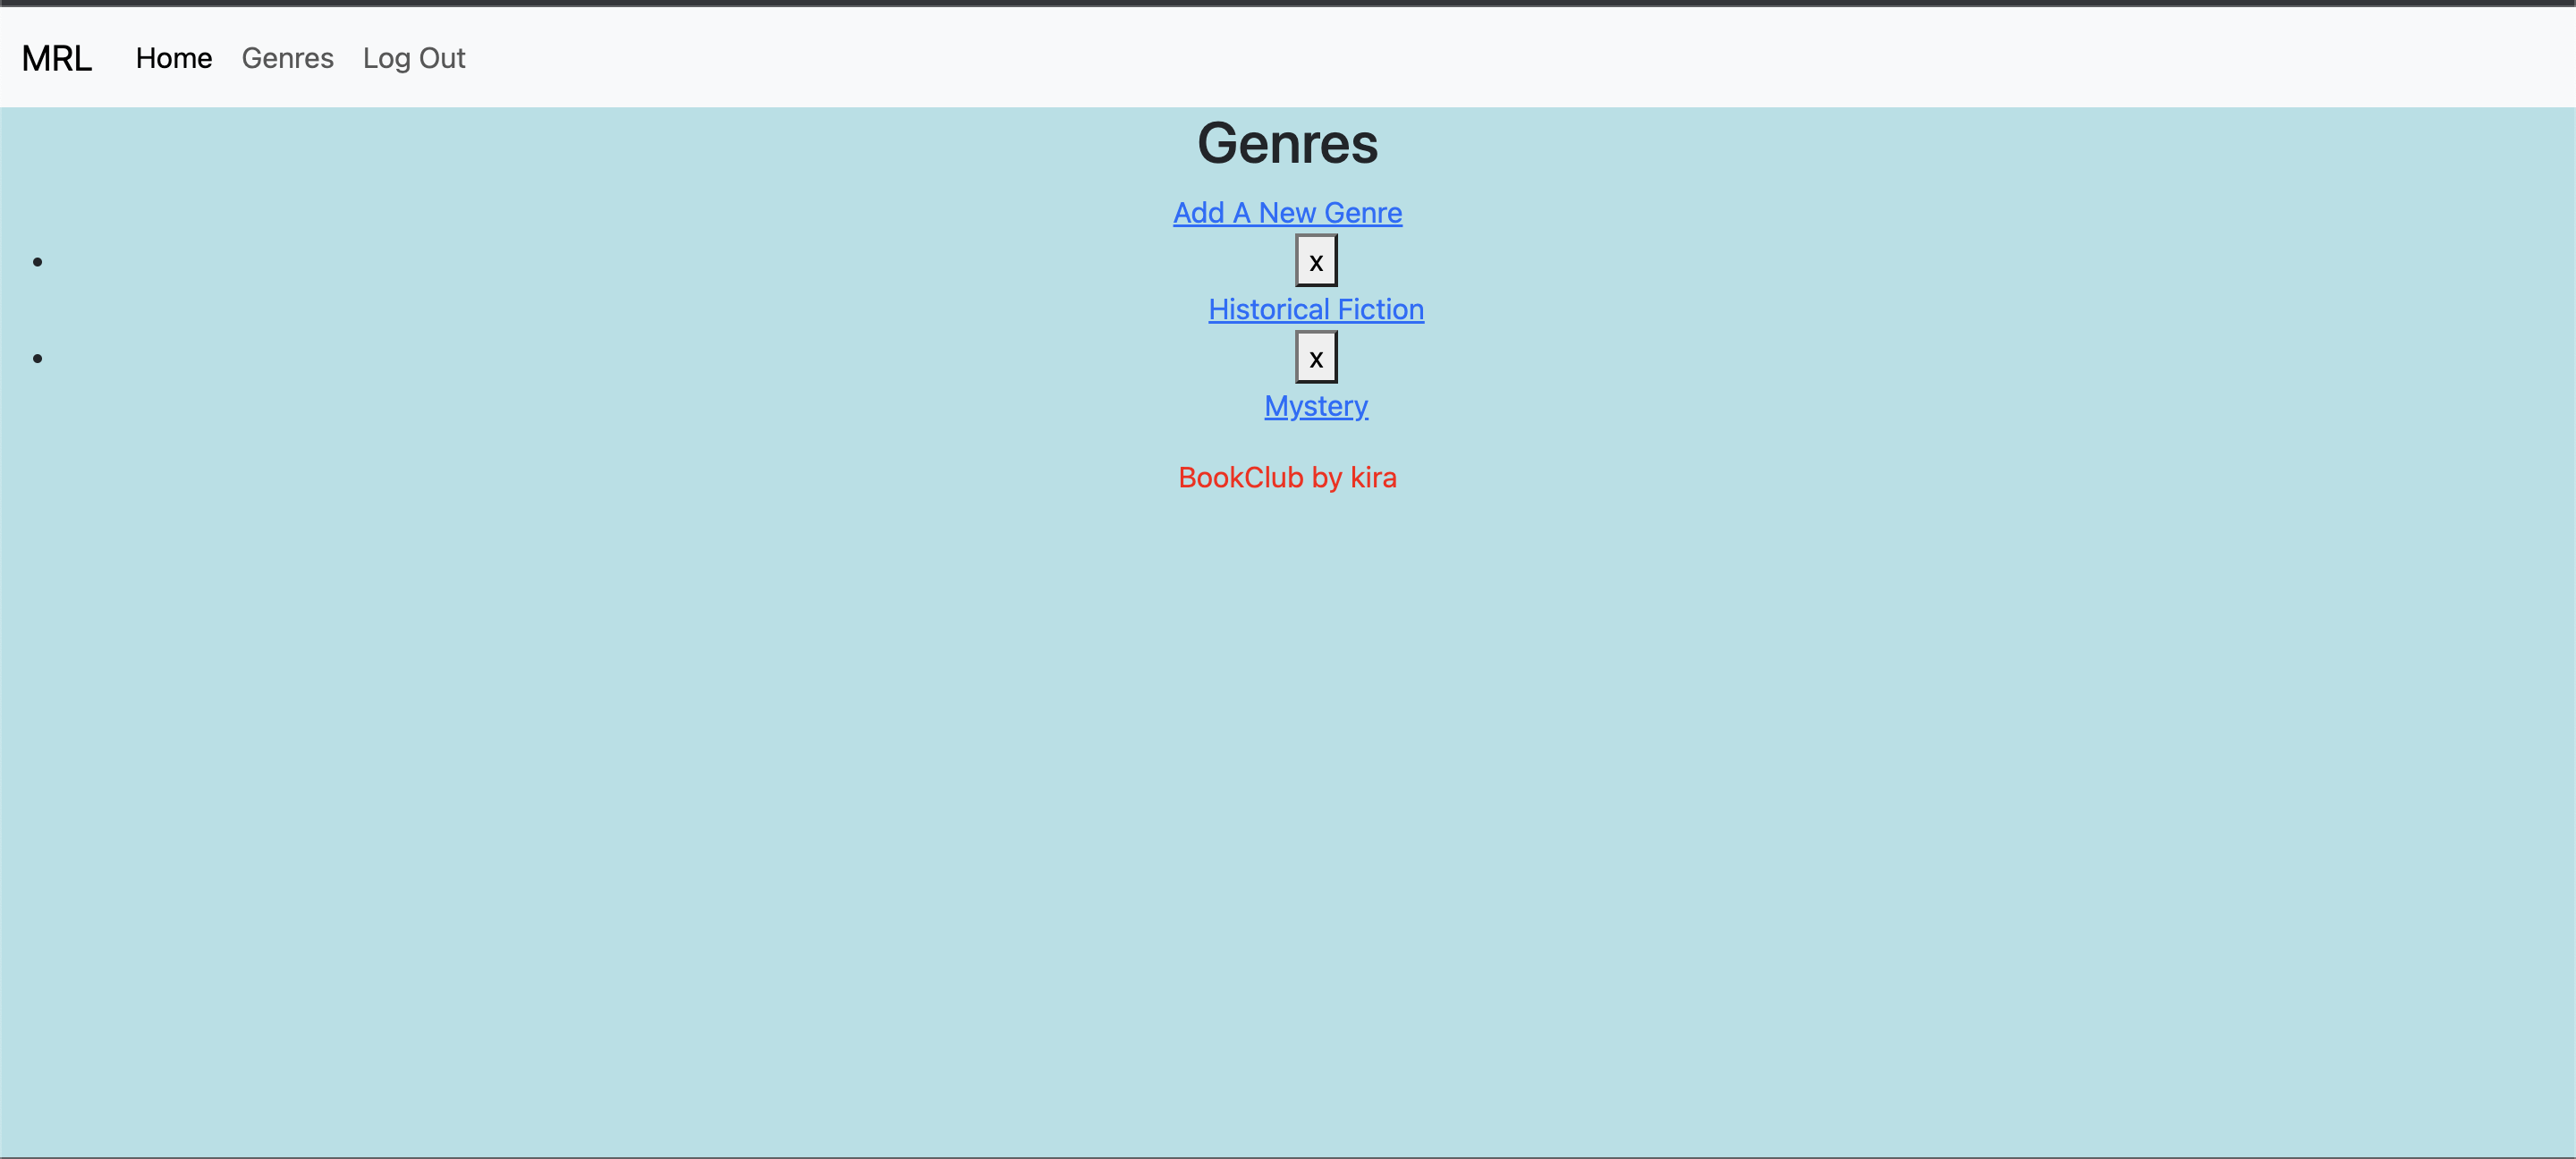 MRL Home Genres Log Out
Genres
Add A New Genre
x
Historical Fiction
x
Mystery
BookClub by kira